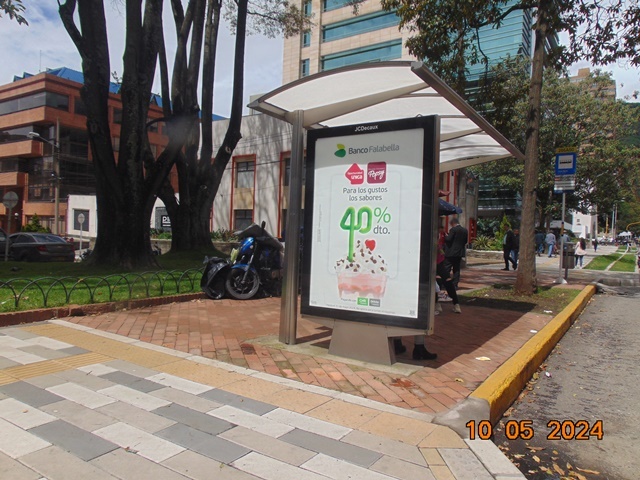 JCDecaux
Banco Falabella
Popsy
Para los gustos
los sabores
40%
dto.
10 05 2024